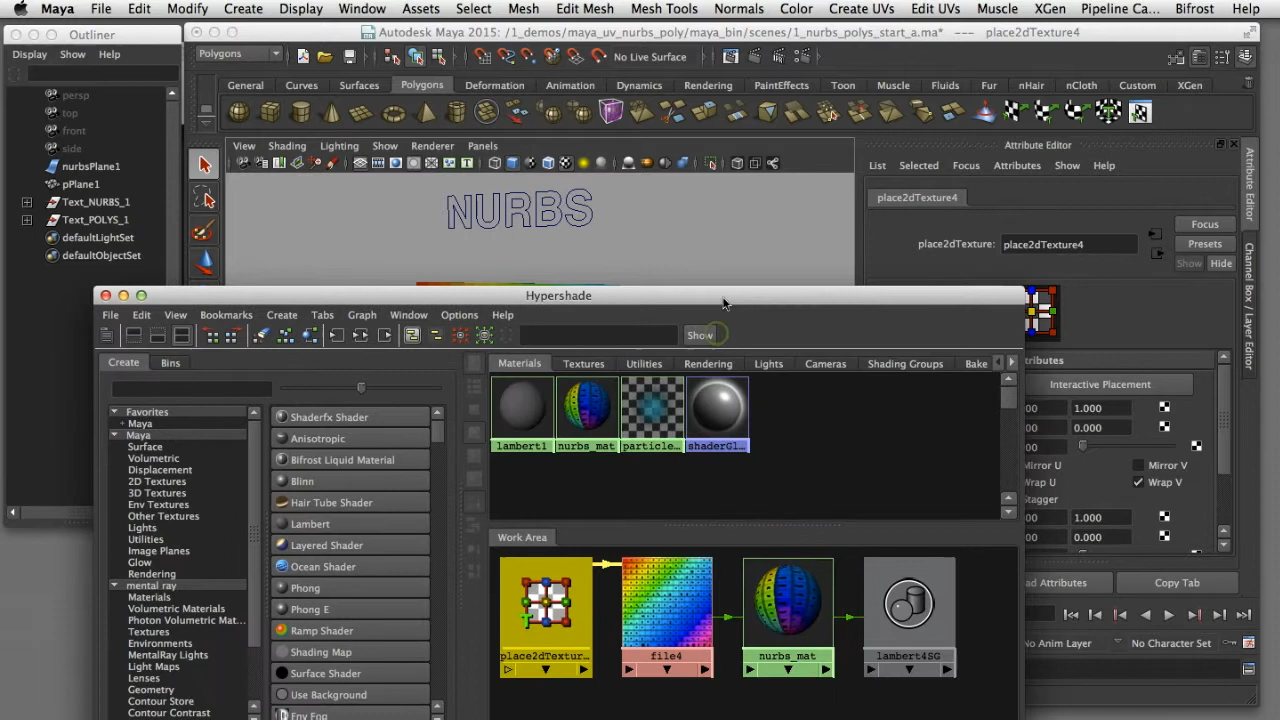 Maya File Edit Modify Create Display Window Assets Select Mesh Edit Mesh Mesh Tools Normals Color Create UVs Edit UVs Muscle XGen Pipeline Ca... Bifrost Help
Outliner
Autodesk Maya 2015: /1_demos/maya_uv_nurbs_poly/maya_bin/scenes/1_nurbs_polys_start_a.ma* --- place2dTexture4
Display Show Help
Polygons
No Live Surface
General Curves Surfaces Polygons Deformation Animation Dynamics Rendering PaintEffects Toon Muscle Fluids Fur nHair nCloth Custom XGen
persp
top
front
side
nurbsPlane1
pPlane1
Text_NURBS_1
Text_POLYS_1
defaultLightSet
defaultObjectSet
View Shading Lighting Show Renderer Panels
NURBS
Attribute Editor
List Selected Focus Attributes Show Help
place2dTexture4
Focus
place2dTexture: place2dTexture4
Presets
Show Hide
Attribute Editor
Channel Box / Layer Editor
Hypershade
File Edit View Bookmarks Create Tabs Graph Window Options Help
Show
Create Bins
Materials Textures Utilities Rendering Lights Cameras Shading Groups Bake
lambert1 nurbs_mat particle... shaderGl...
Favorites
Maya
Maya
Surface
Volumetric
Displacement
2D Textures
3D Textures
Env Textures
Other Textures
Lights
Utilities
Image Planes
Glow
Rendering
mental ray
Materials
Volumetric Materials
Photon Volumetric Mat...
Textures
Environments
MentalRay Lights
Light Maps
Lenses
Geometry
Contour Store
Contour Contrast
Shaderfx Shader
Anisotropic
Bifrost Liquid Material
Blinn
Hair Tube Shader
Lambert
Layered Shader
Ocean Shader
Phong
Phong E
Ramp Shader
Shading Map
Surface Shader
Use Background
Env Fog
Work Area
place2dTextur... file4 nurbs_mat lambert4SG
ttributes
Interactive Placement
00 1.000
00 0.000
Mirror U Mirror V
Wrap U Wrap V
Stagger
00 1.000
00 0.000
ad Attributes Copy Tab
No Anim Layer No Character Set